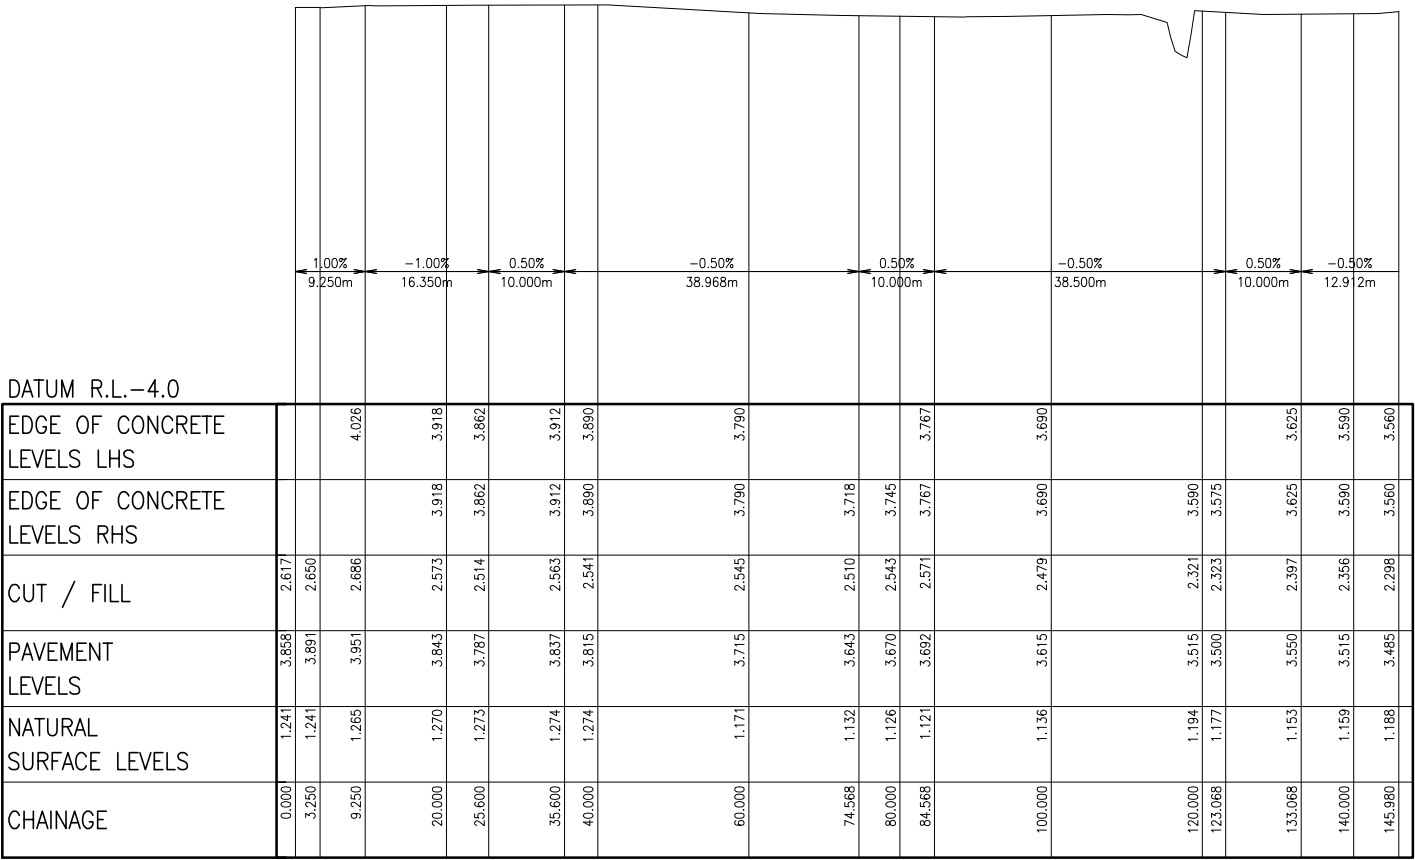 1.00% -1.00% 0.50% -0.50% 0.50% -0.50% 0.50% -0.50%
9.250m 16.350m 10.000m 38.968m 10.000m 38.500m 10.000m 12.912m
DATUM R.L.-4.0
EDGE OF CONCRETE
LEVELS LHS
4.026 3.918 3.862 3.912 3.890 3.790 3.767 3.690 3.625 3.590 3.560
EDGE OF CONCRETE
LEVELS RHS
3.918 3.862 3.912 3.890 3.790 3.718 3.745 3.767 3.690 3.590 3.575 3.625 3.590 3.560
CUT / FILL
2.617 2.650 2.686 2.573 2.514 2.563 2.541 2.545 2.510 2.543 2.571 2.479 2.321 2.323 2.397 2.356 2.298
PAVEMENT
LEVELS
3.858 3.891 3.951 3.843 3.787 3.837 3.815 3.715 3.643 3.670 3.692 3.615 3.515 3.500 3.550 3.515 3.485
NATURAL
SURFACE LEVELS
1.241 1.241 1.265 1.270 1.273 1.274 1.274 1.171 1.132 1.126 1.121 1.136 1.194 1.177 1.153 1.159 1.188
CHAINAGE
0.000 3.250 9.250 20.000 25.600 35.600 40.000 60.000 74.568 80.000 84.568 100.000 120.000 123.068 133.068 140.000 145.980